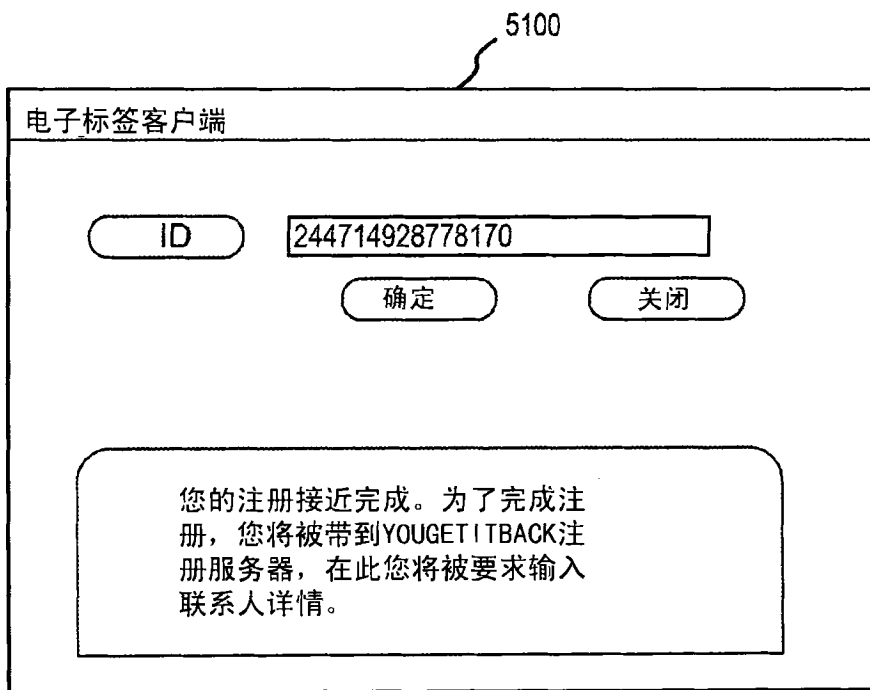 5100
电子标签客户端
ID 244714928778170
确定 关闭
您的注册接近完成。为了完成注
册，您将被带到YOUGETITBACK注
册服务器，在此您将被要求输入
联系人详情。